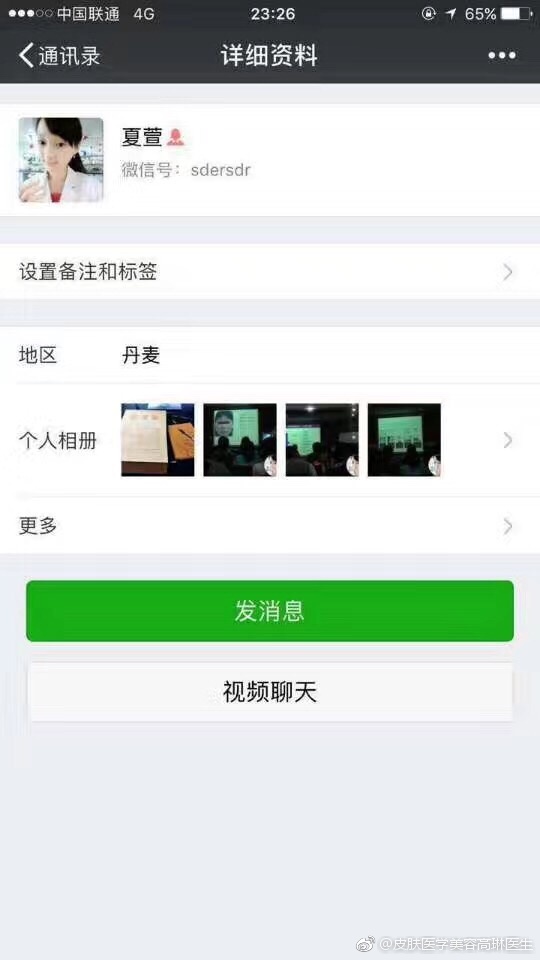 中国联通 4G 23:26 65%
通讯录 详细资料
夏萱
微信号：sdersdr
设置备注和标签
地区 丹麦
个人相册
更多
发消息
视频聊天
@皮肤医学美容高琳医生